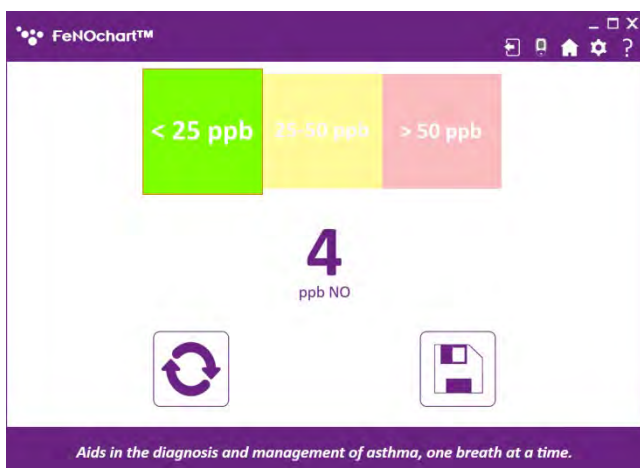 FeNOchart™
< 25 ppb 25-50 ppb > 50 ppb
4
ppb NO
Aids in the diagnosis and management of asthma, one breath at a time.